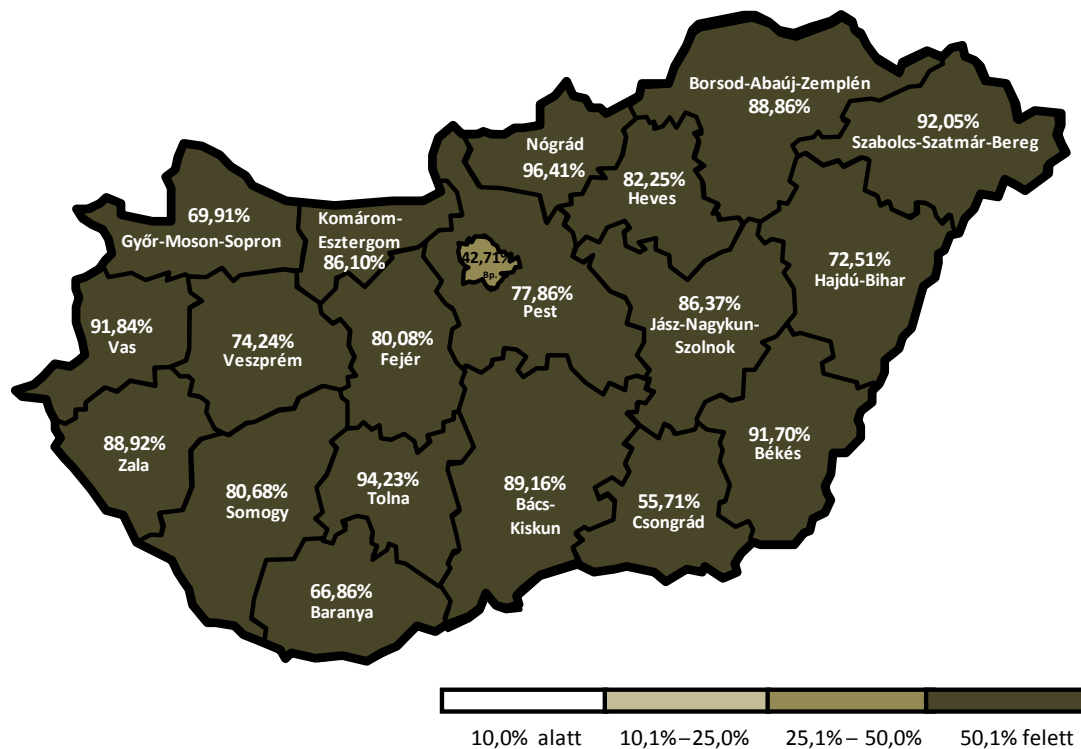 Borsod-Abaúj-Zemplén
88,86%
92,05%
Szabolcs-Szatmár-Bereg
Nógrád
96,41%
82,25%
Heves
69,91%
Győr-Moson-Sopron
Komárom-
Esztergom
86,10%
42,71%
Bp.
77,86%
Pest
72,51%
Hajdú-Bihar
86,37%
Jász-Nagykun-
Szolnok
91,84%
Vas
74,24%
Veszprém
80,08%
Fejér
88,92%
Zala
80,68%
Somogy
94,23%
Tolna
89,16%
Bács-
Kiskun
55,71%
Csongrád
91,70%
Békés
66,86%
Baranya
10,0% alatt
10,1%–25,0%
25,1% – 50,0%
50,1% felett